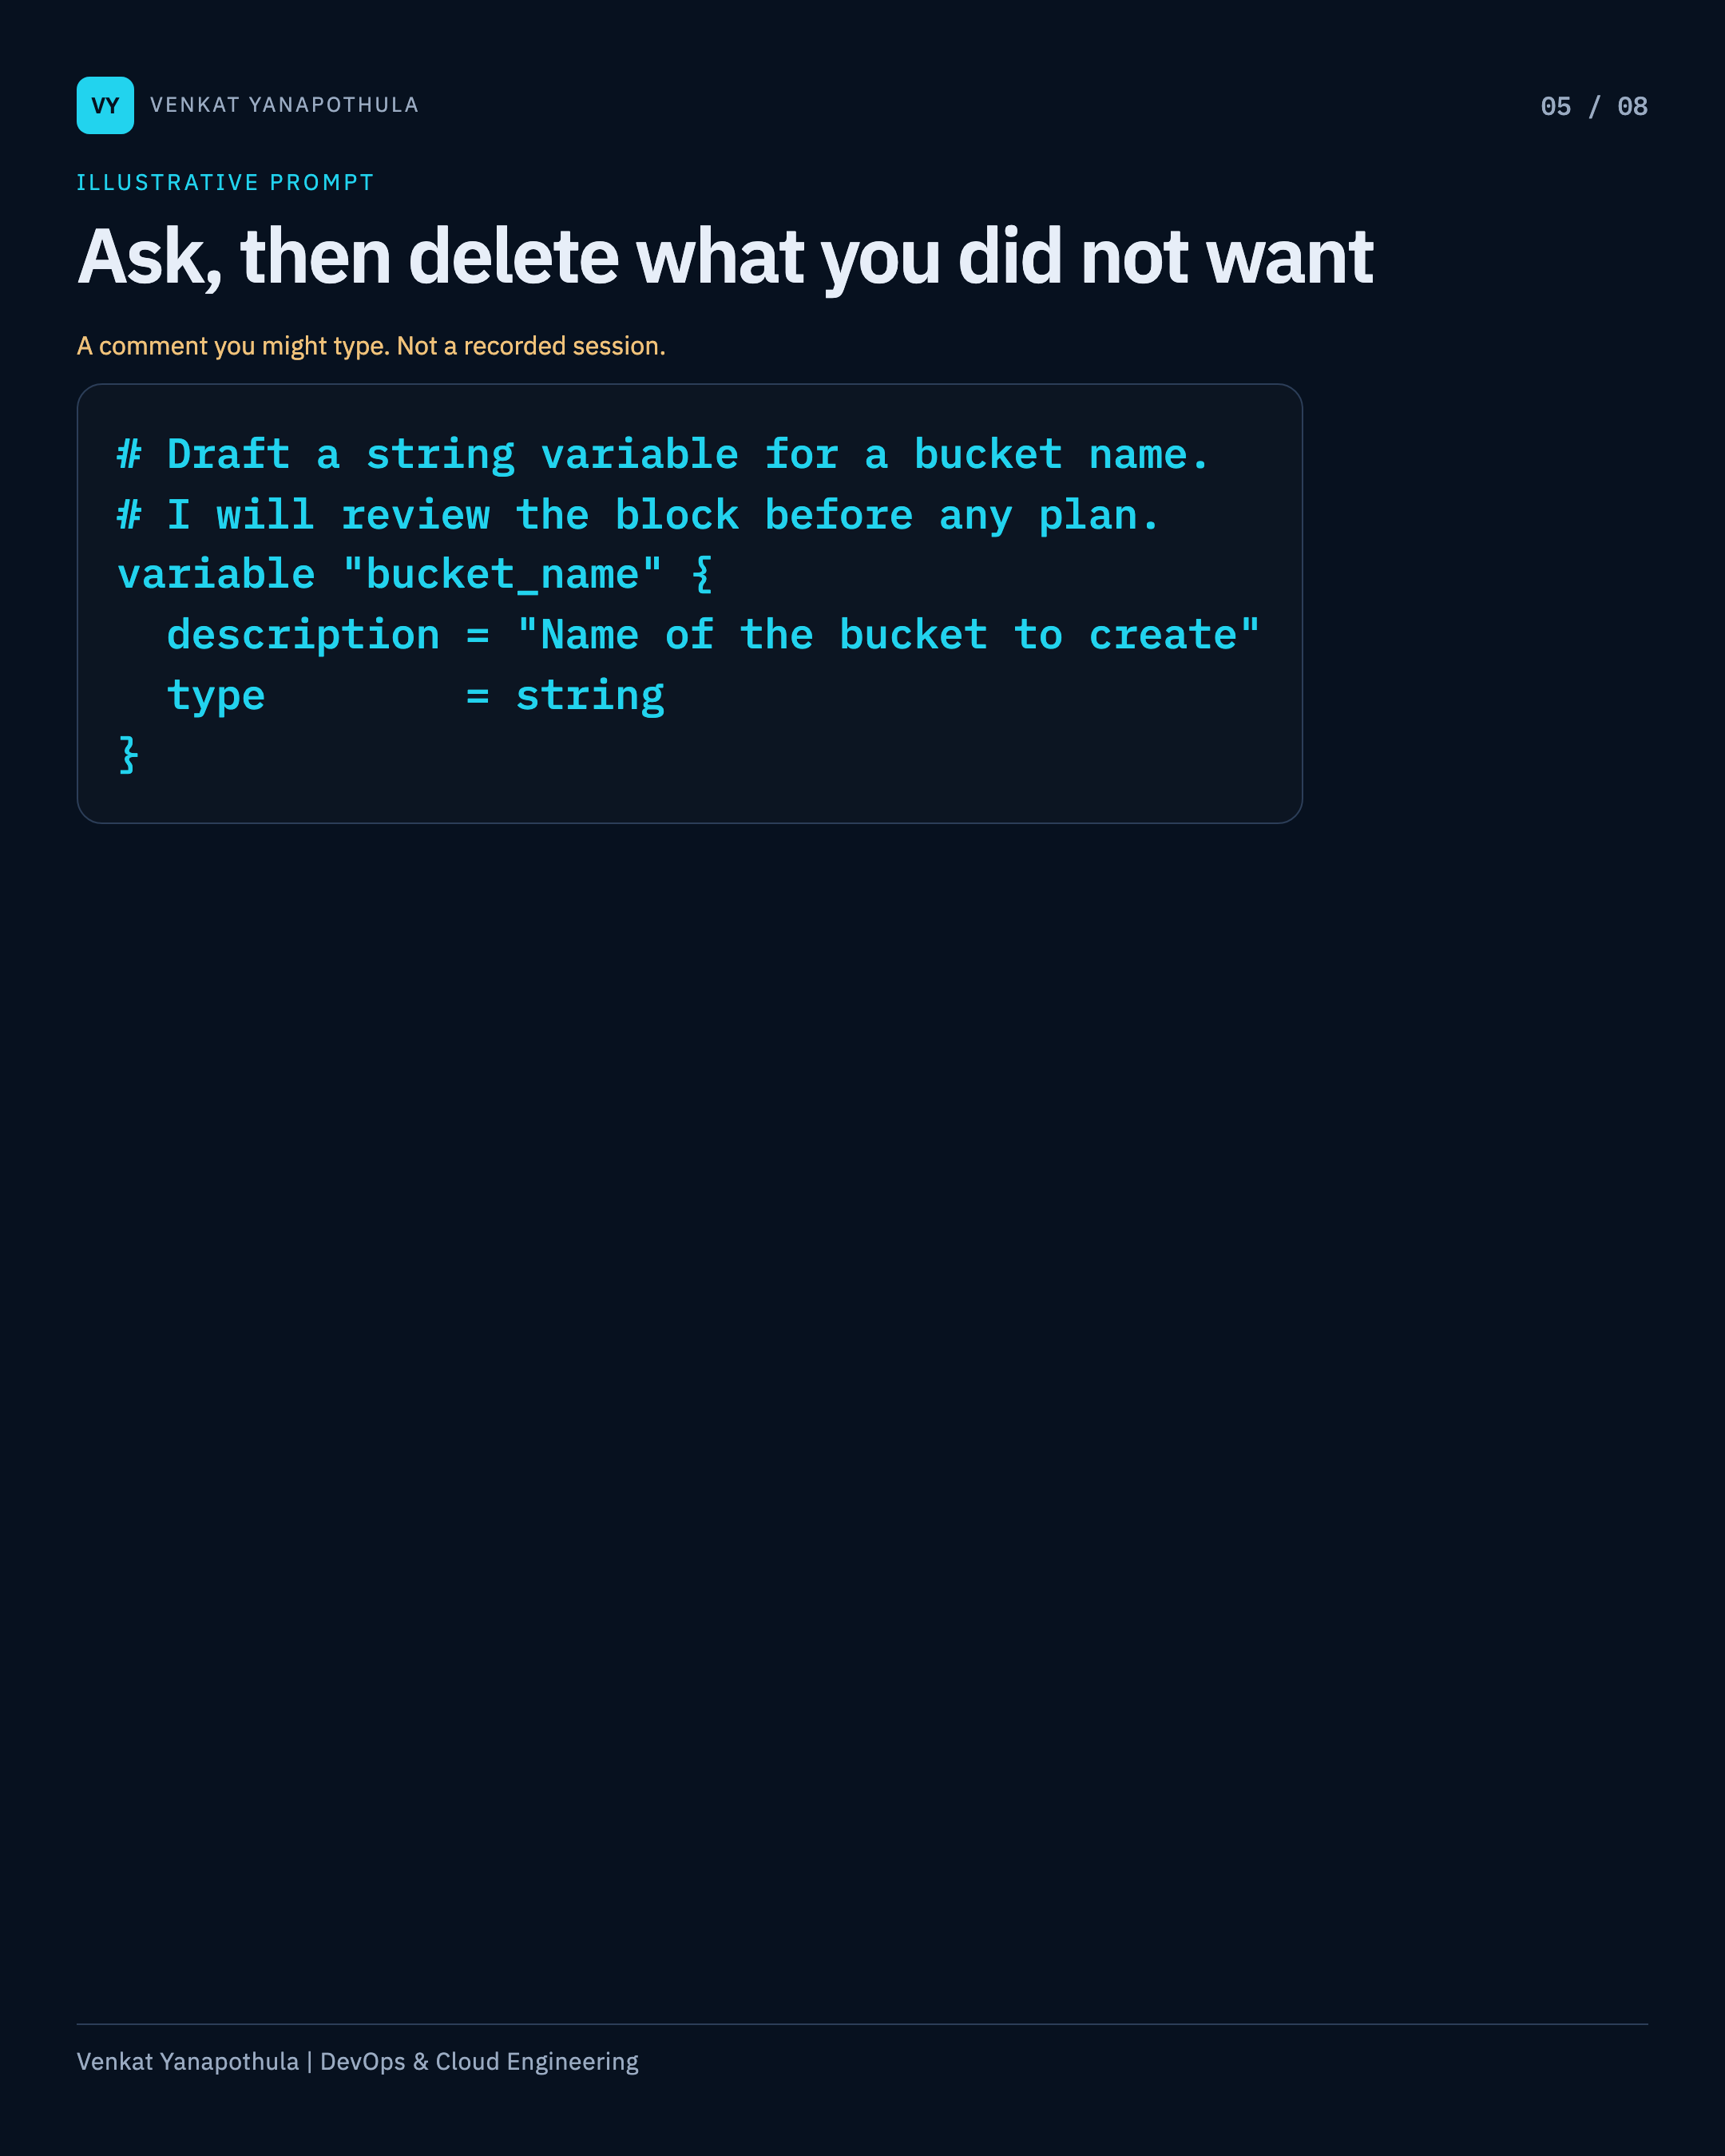 VY VENKAT YANAPOTHULA
05 / 08
ILLUSTRATIVE PROMPT
Ask, then delete what you did not want
A comment you might type. Not a recorded session.
# Draft a string variable for a bucket name.
# I will review the block before any plan.
variable "bucket_name" {
  description = "Name of the bucket to create"
  type        = string
}
Venkat Yanapothula | DevOps & Cloud Engineering